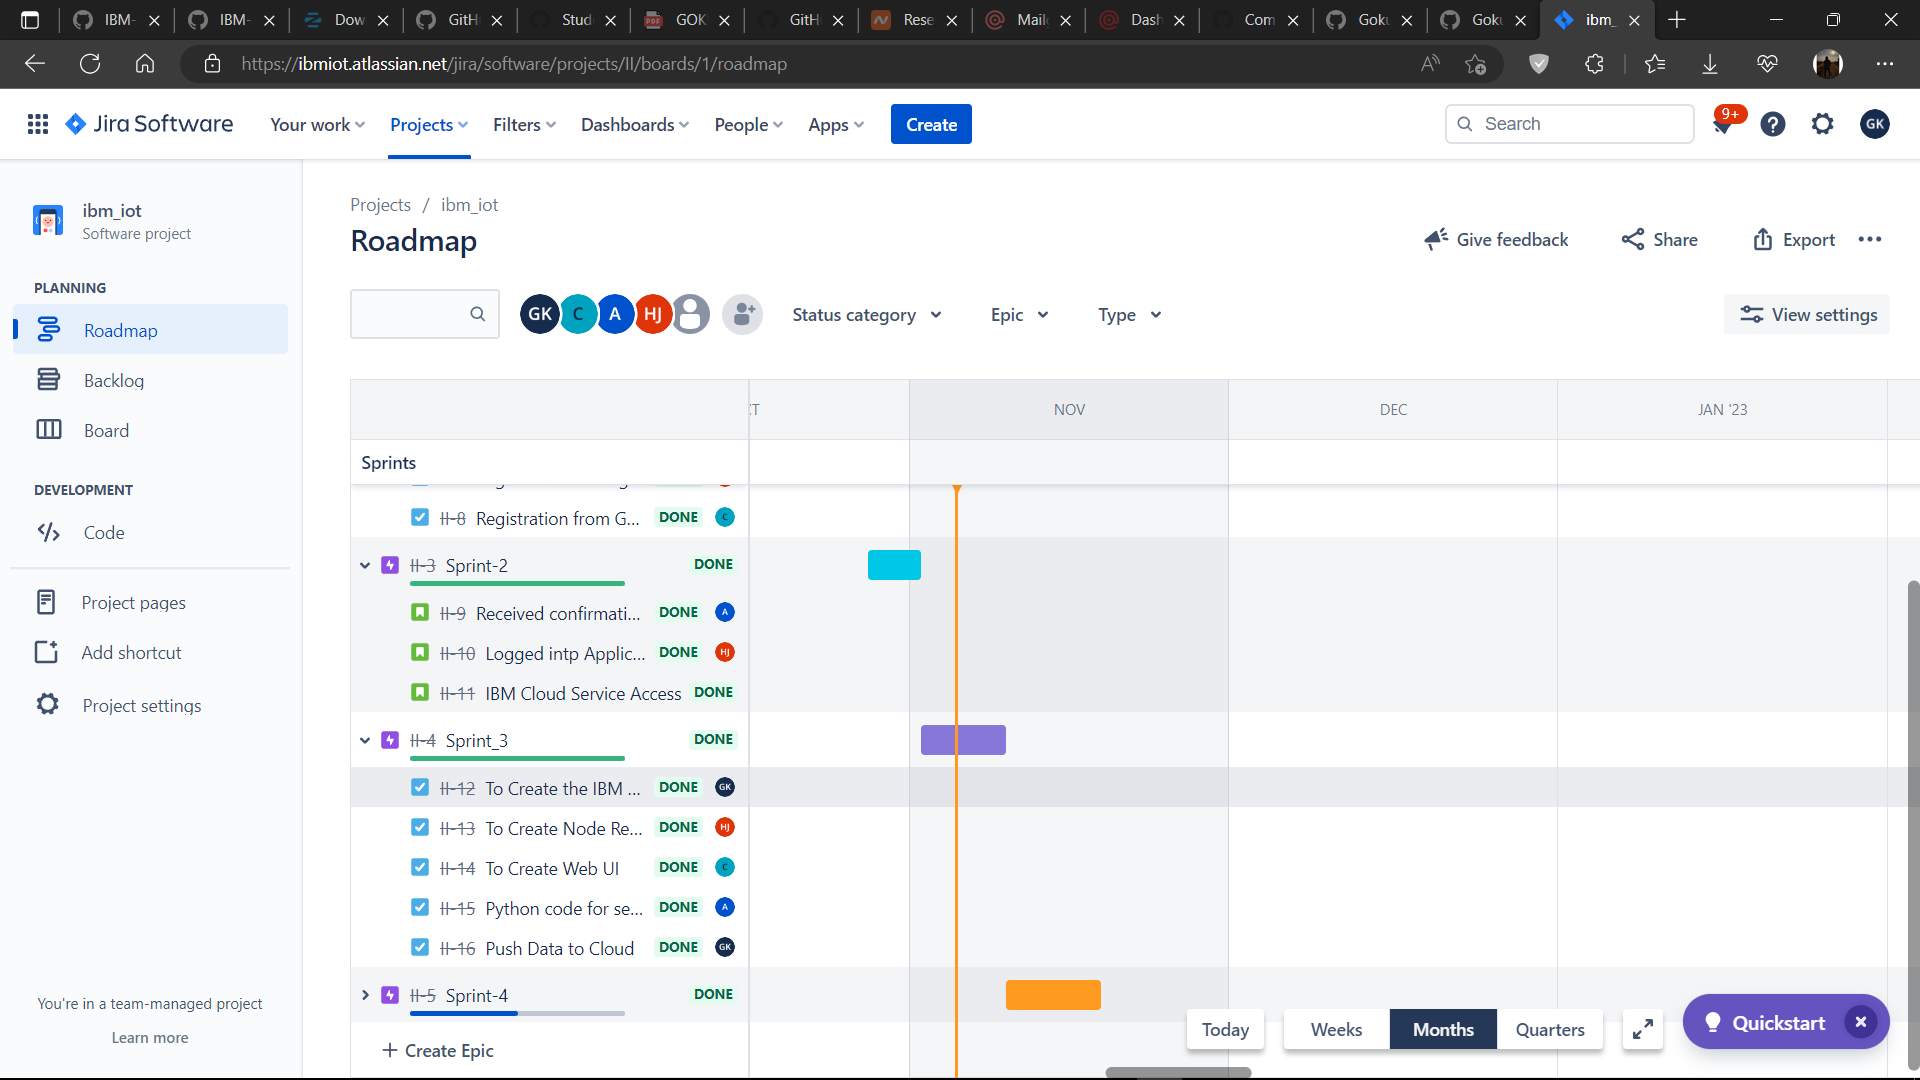 IBM-
IBM-
Dow
GitH
Stud
GOK
GitH
Rese
Mail
Dash
Com
Goku
Goku
ibm_
https://ibmiot.atlassian.net/jira/software/projects/II/boards/1/roadmap
Jira Software
Your work
Projects
Filters
Dashboards
People
Apps
Create
Search
9+
GK
ibm_iot
Software project
PLANNING
Roadmap
Backlog
Board
DEVELOPMENT
Code
Project pages
Add shortcut
Project settings
You're in a team-managed project
Learn more
Projects / ibm_iot
Roadmap
Give feedback
Share
Export
GK C A HJ
Status category
Epic
Type
View settings
NOV
DEC
JAN '23
Sprints
II-8 Registration from G... DONE C
II-3 Sprint-2 DONE
II-9 Received confirmati... DONE A
II-10 Logged intp Applic... DONE HJ
II-11 IBM Cloud Service Access DONE
II-4 Sprint_3 DONE
II-12 To Create the IBM ... DONE GK
II-13 To Create Node Re... DONE HJ
II-14 To Create Web UI DONE C
II-15 Python code for se... DONE A
II-16 Push Data to Cloud DONE GK
II-5 Sprint-4 DONE
+ Create Epic
Today
Weeks
Months
Quarters
Quickstart